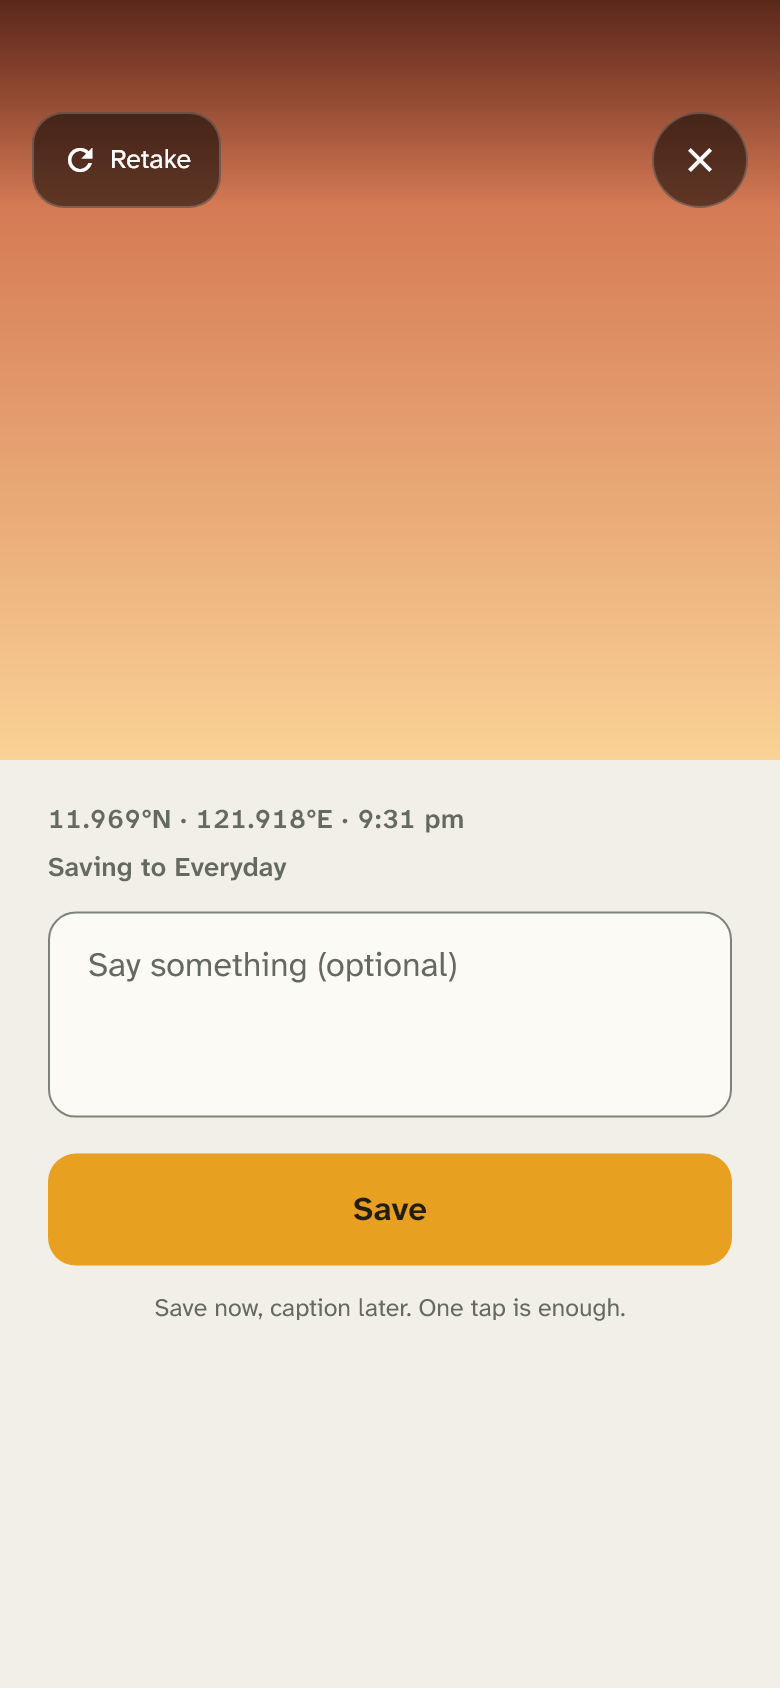 Retake
11.969°N · 121.918°E · 9:31 pm
Saving to Everyday
Say something (optional)
Save
Save now, caption later. One tap is enough.